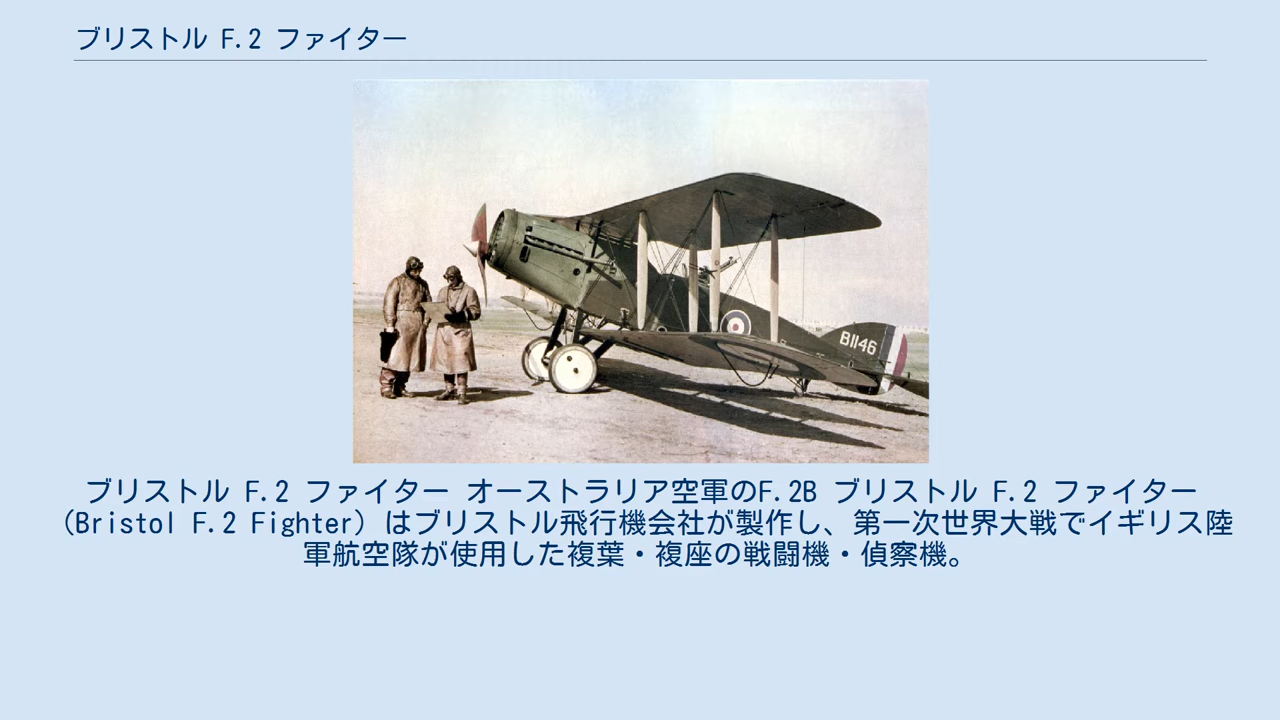 ブリストル F.2 ファイター
B1146
ブリストル F.2 ファイター オーストラリア空軍のF.2B ブリストル F.2 ファイター
（Bristol F.2 Fighter）はブリストル飛行機会社が製作し、第一次世界大戦でイギリス陸
軍航空隊が使用した複葉・複座の戦闘機・偵察機。